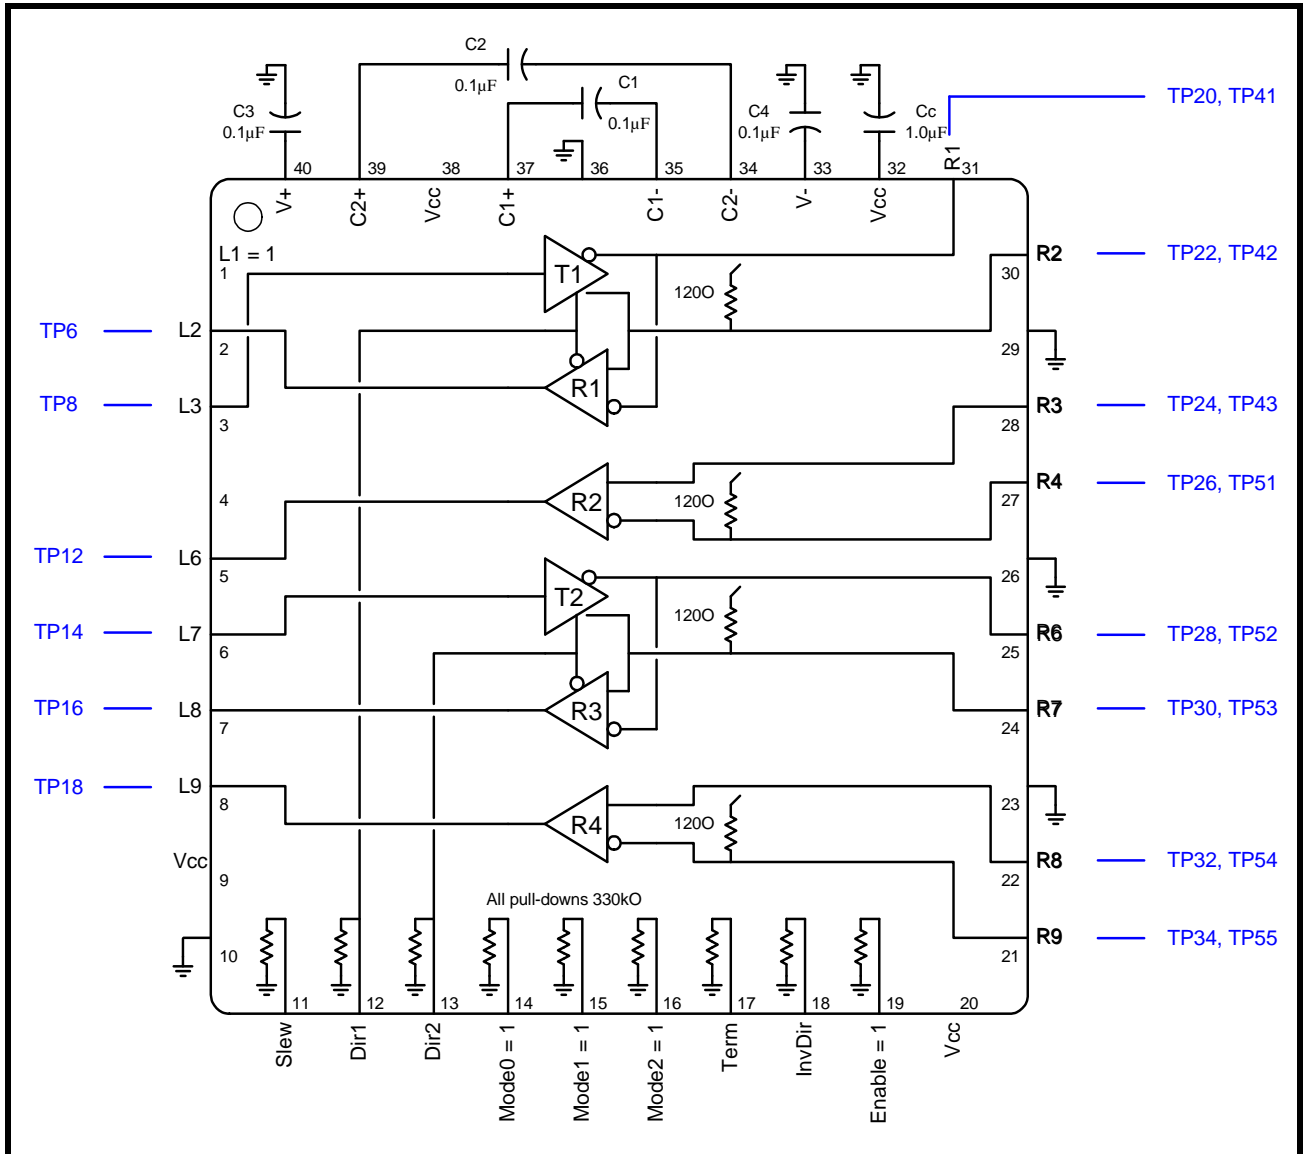 C2
0.1µF
C1
0.1µF
C3
0.1µF
C4
0.1µF
Cc
1.0µF
TP20, TP41
R1
40 39 38 37 36 35 34 33 32 31
V+ C2+ Vcc C1+ C1- C2- V- Vcc
L1 = 1
1
T1
120O
R2
30
TP22, TP42
TP6
L2
2
29
R1
TP8
L3
3
R3
28
TP24, TP43
4
R2
120O
R4
27
TP26, TP51
TP12
L6
5
26
T2
120O
TP14
L7
6
R6
25
TP28, TP52
TP16
L8
7
R3
R7
24
TP30, TP53
TP18
L9
8
23
R4
120O
Vcc
9
R8
22
TP32, TP54
All pull-downs 330kO
10
R9
21
TP34, TP55
11 12 13 14 15 16 17 18 19 20
Slew Dir1 Dir2 Mode0 = 1 Mode1 = 1 Mode2 = 1 Term InvDir Enable = 1 Vcc